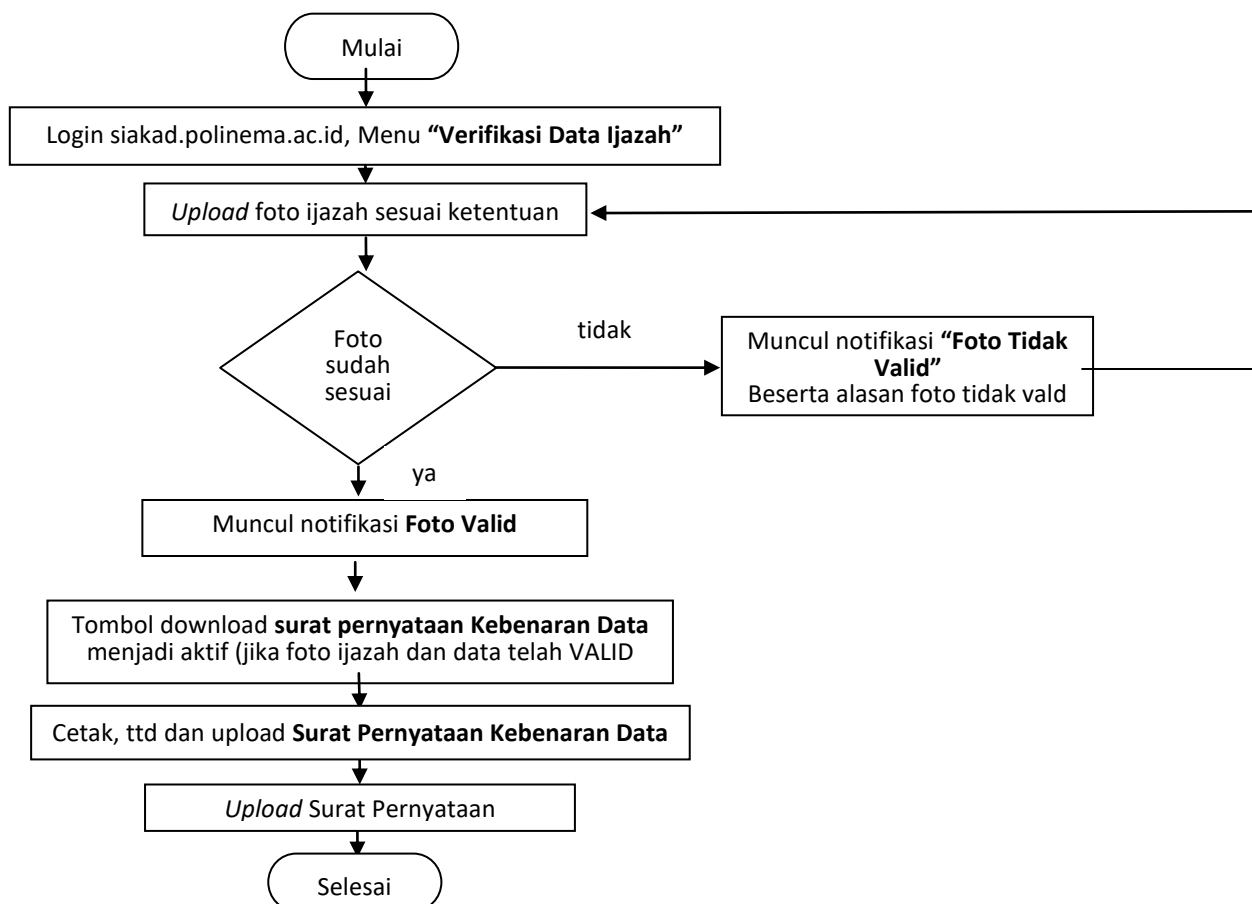 Mulai
Login siakad.polinema.ac.id, Menu “Verifikasi Data Ijazah”
Upload foto ijazah sesuai ketentuan
Foto
sudah
sesuai
tidak
Muncul notifikasi “Foto Tidak
Valid”
Beserta alasan foto tidak vald
ya
Muncul notifikasi Foto Valid
Tombol download surat pernyataan Kebenaran Data
menjadi aktif (jika foto ijazah dan data telah VALID
Cetak, ttd dan upload Surat Pernyataan Kebenaran Data
Upload Surat Pernyataan
Selesai